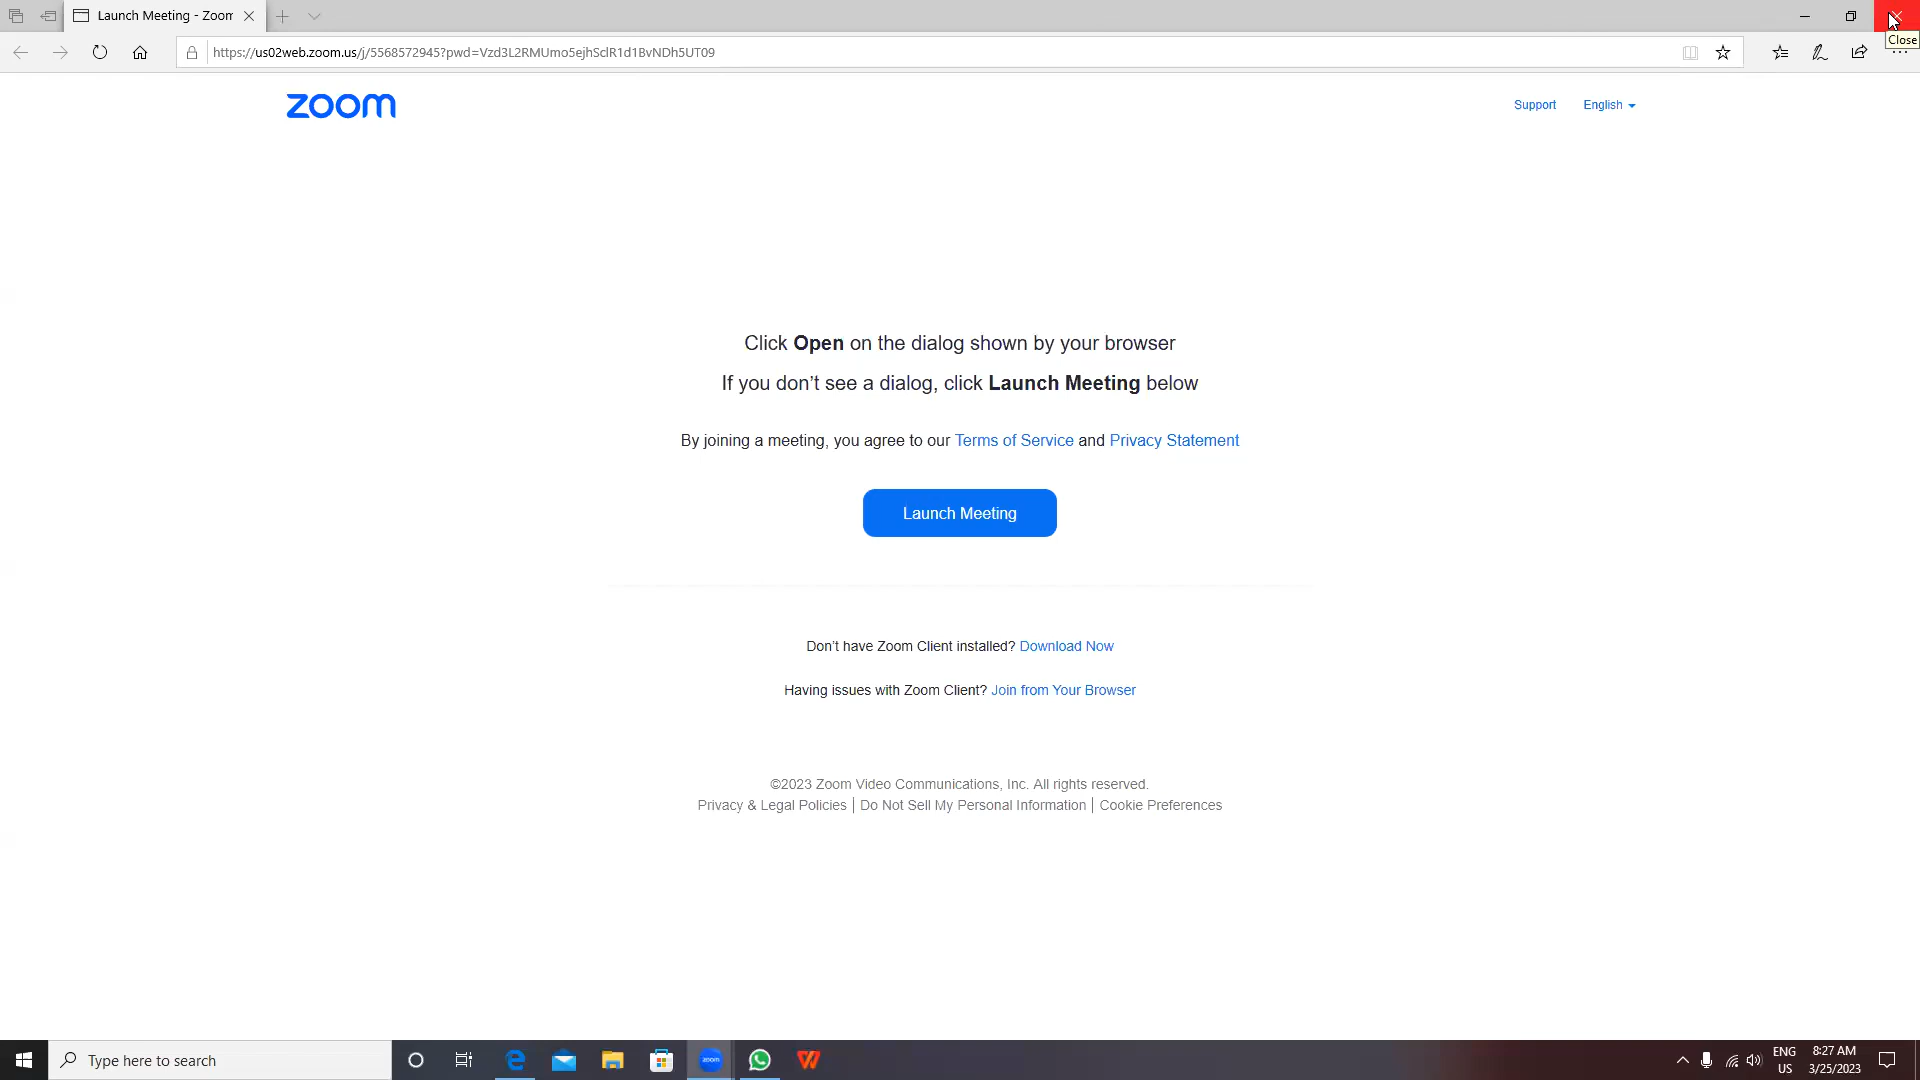 Launch Meeting - Zoom
Close
https://us02web.zoom.us/j/5568572945?pwd=Vzd3L2RMUmo5ejhSclR1d1BvNDh5UT09
zoom
Support
English
Click Open on the dialog shown by your browser
If you don’t see a dialog, click Launch Meeting below
By joining a meeting, you agree to our Terms of Service and Privacy Statement
Launch Meeting
Don’t have Zoom Client installed? Download Now
Having issues with Zoom Client? Join from Your Browser
©2023 Zoom Video Communications, Inc. All rights reserved.
Privacy & Legal Policies | Do Not Sell My Personal Information | Cookie Preferences
Type here to search
zoom
ENG
US
8:27 AM
3/25/2023